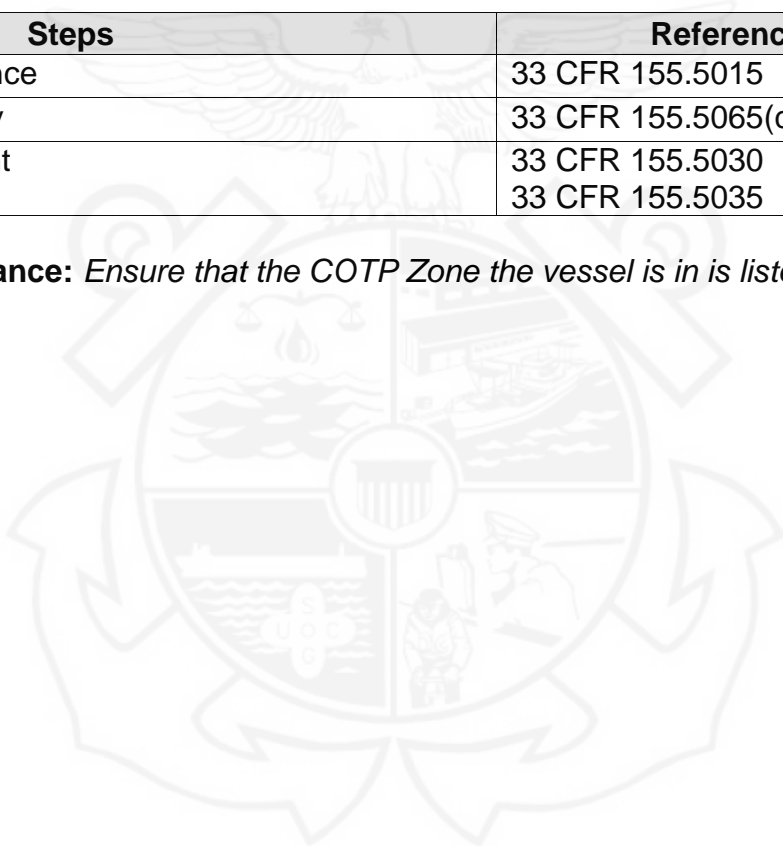 Steps Referenc
nce 33 CFR 155.5015
y 33 CFR 155.5065(c
t 33 CFR 155.5030
33 CFR 155.5035
ance: Ensure that the COTP Zone the vessel is in is liste
S
U O C
G